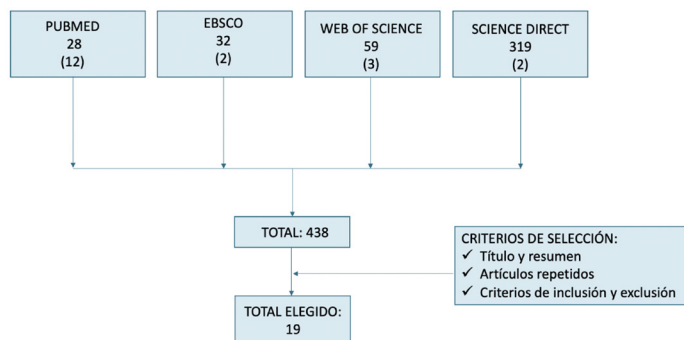 PUBMED
28
(12)
EBSCO
32
(2)
WEB OF SCIENCE
59
(3)
SCIENCE DIRECT
319
(2)
TOTAL: 438
CRITERIOS DE SELECCIÓN:
✓ Título y resumen
✓ Artículos repetidos
✓ Criterios de inclusión y exclusión
TOTAL ELEGIDO:
19